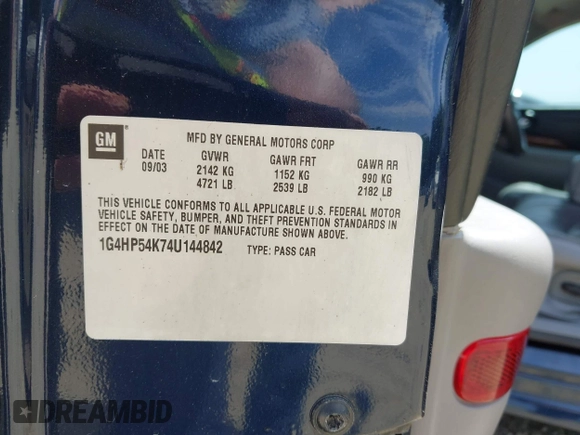 GM
MFD BY GENERAL MOTORS CORP
DATE GVWR GAWR FRT GAWR RR
09/03 2142 KG 1152 KG 990 KG
4721 LB 2539 LB 2182 LB
THIS VEHICLE CONFORMS TO ALL APPLICABLE U.S. FEDERAL MOTOR
VEHICLE SAFETY, BUMPER, AND THEFT PREVENTION STANDARDS IN
EFFECT ON THE DATE OF MANUFACTURE SHOWN ABOVE.
1G4HP54K74U144842 TYPE: PASS CAR
DREAMBID